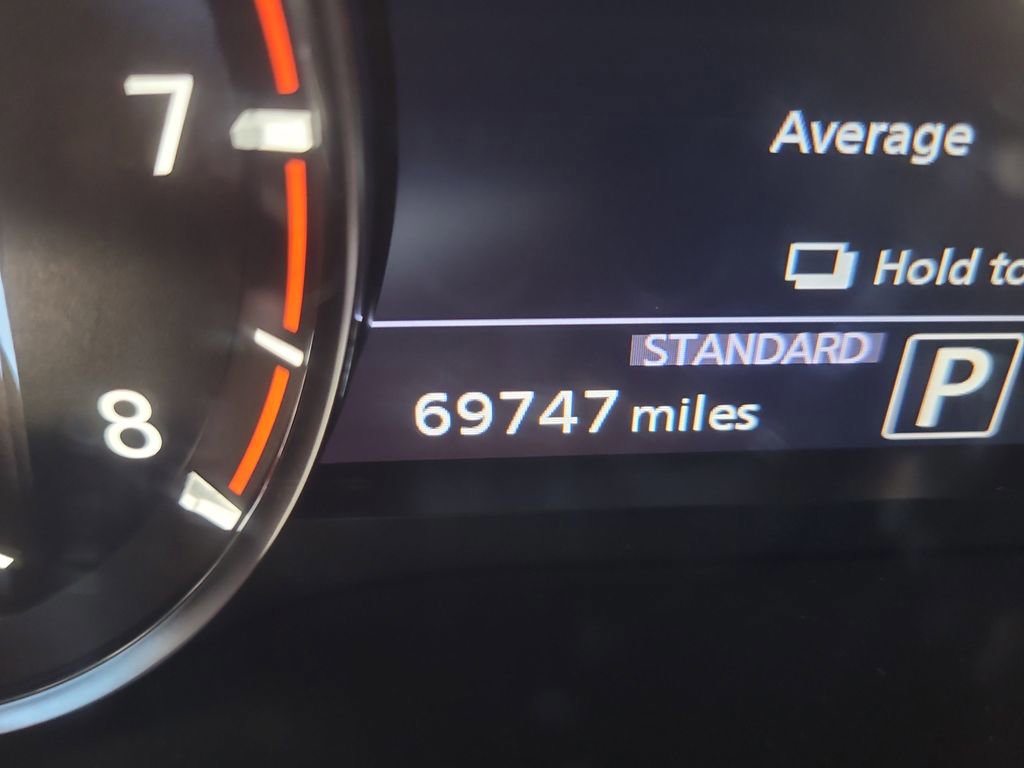 7
Average
Hold to
STANDARD
P
69747 miles
8